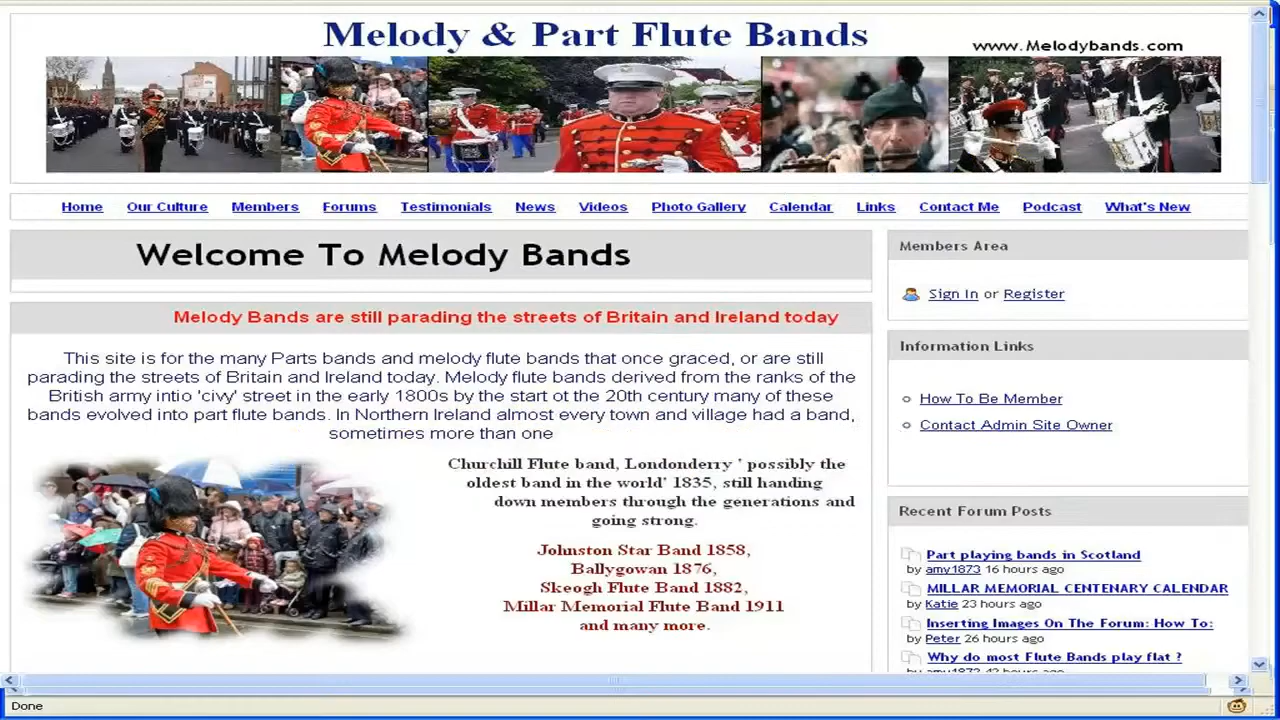 Melody & Part Flute Bands
www.Melodybands.com
Home Our Culture Members Forums Testimonials News Videos Photo Gallery Calendar Links Contact Me Podcast What's New
Welcome To Melody Bands
Melody Bands are still parading the streets of Britain and Ireland today
This site is for the many Parts bands and melody flute bands that once graced, or are still
parading the streets of Britain and Ireland today. Melody flute bands derived from the ranks of the
British army intio 'civy' street in the early 1800s by the start ot the 20th century many of these
bands evolved into part flute bands. In Northern Ireland almost every town and village had a band,
sometimes more than one
Churchill Flute band, Londonderry ' possibly the
oldest band in the world' 1835, still handing
down members through the generations and
going strong.
Johnston Star Band 1858,
Ballygowan 1876,
Skeogh Flute Band 1882,
Millar Memorial Flute Band 1911
and many more.
Members Area
Sign In or Register
Information Links
How To Be Member
Contact Admin Site Owner
Recent Forum Posts
Part playing bands in Scotland
by amy1873 16 hours ago
MILLAR MEMORIAL CENTENARY CALENDAR
by Katie 23 hours ago
Inserting Images On The Forum: How To:
by Peter 26 hours ago
Why do most Flute Bands play flat ?
Done